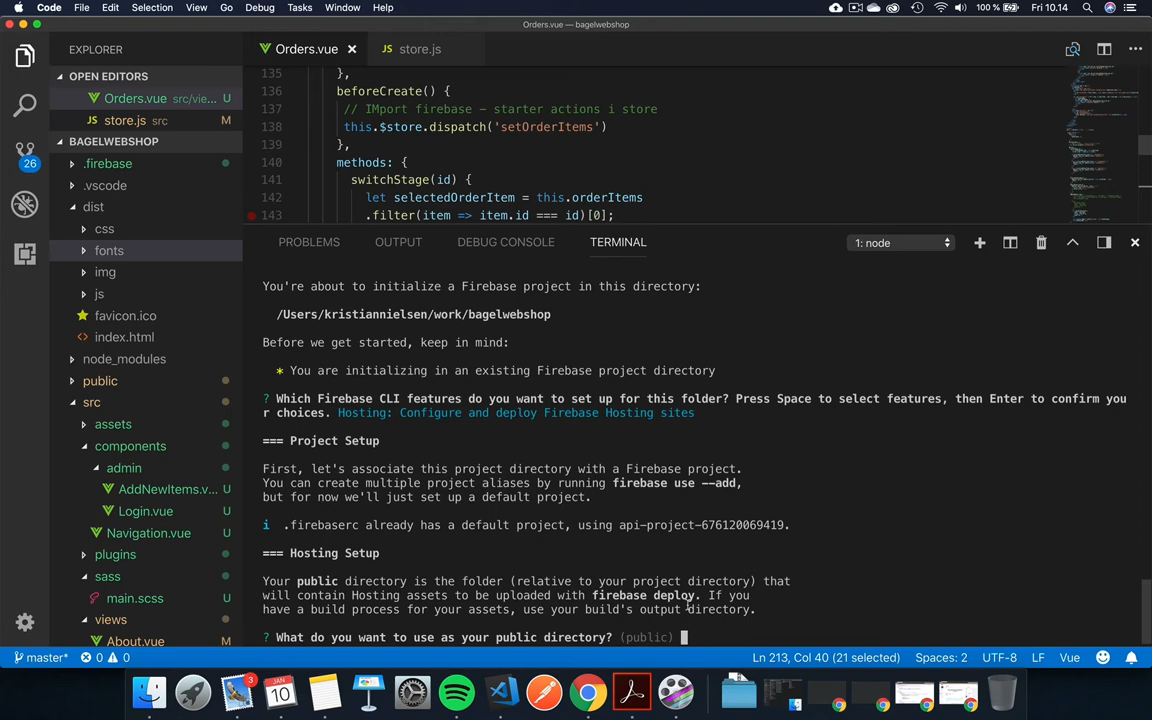 Code File Edit Selection View Go Debug Tasks Window Help 100 % Fri 10.14
Orders.vue — bagelwebshop
EXPLORER
OPEN EDITORS
Orders.vue src/vie... U
store.js src M
BAGELWEBSHOP
.firebase
.vscode
dist
css
fonts
img
js
favicon.ico
index.html
node_modules
public
src
assets
components
admin
AddNewItems.v... U
Login.vue U
Navigation.vue U
plugins
sass
main.scss U
views
About.vue M
26
Orders.vue
JS store.js
135 },
136 beforeCreate() {
137 // IMport firebase - starter actions i store
138 this.$store.dispatch('setOrderItems')
139 },
140 methods: {
141 switchStage(id) {
142 let selectedOrderItem = this.orderItems
143 .filter(item => item.id === id)[0];
PROBLEMS OUTPUT DEBUG CONSOLE TERMINAL 1: node
You're about to initialize a Firebase project in this directory:
/Users/kristiannielsen/work/bagelwebshop
Before we get started, keep in mind:
* You are initializing in an existing Firebase project directory
? Which Firebase CLI features do you want to set up for this folder? Press Space to select features, then Enter to confirm you
r choices. Hosting: Configure and deploy Firebase Hosting sites
=== Project Setup
First, let's associate this project directory with a Firebase project.
You can create multiple project aliases by running firebase use --add,
but for now we'll just set up a default project.
i .firebaserc already has a default project, using api-project-676120069419.
=== Hosting Setup
Your public directory is the folder (relative to your project directory) that
will contain Hosting assets to be uploaded with firebase deploy. If you
have a build process for your assets, use your build's output directory.
? What do you want to use as your public directory? (public)
master* 0 0 Ln 213, Col 40 (21 selected) Spaces: 2 UTF-8 LF Vue
3
JAN
10